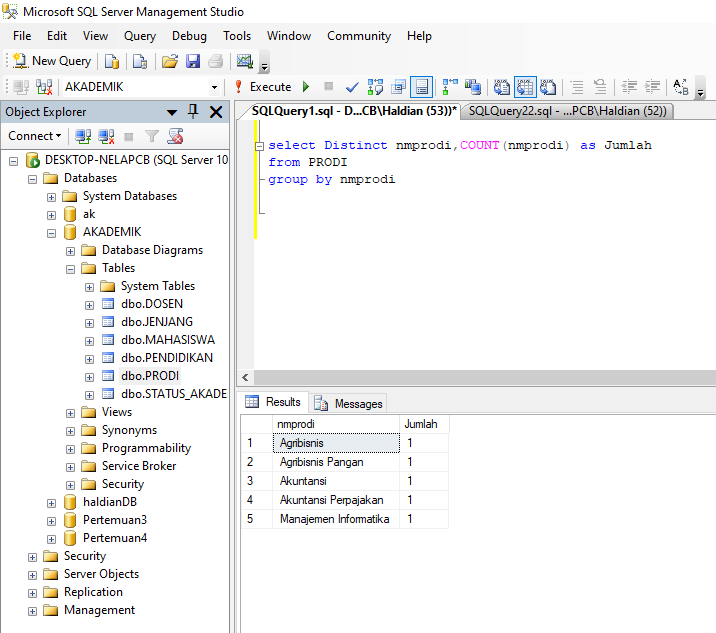 Microsoft SQL Server Management Studio
File Edit View Query Debug Tools Window Community Help
New Query
AKADEMIK Execute
Object Explorer
Connect
DESKTOP-NELAPCB (SQL Server 10
Databases
System Databases
ak
AKADEMIK
Database Diagrams
Tables
System Tables
dbo.DOSEN
dbo.JENJANG
dbo.MAHASISWA
dbo.PENDIDIKAN
dbo.PRODI
dbo.STATUS_AKADE
Views
Synonyms
Programmability
Service Broker
Security
haldianDB
Pertemuan3
Pertemuan4
Security
Server Objects
Replication
Management
SQLQuery1.sql - D...CB\Haldian (53))* SQLQuery22.sql - ...PCB\Haldian (52))
select Distinct nmprodi,COUNT(nmprodi) as Jumlah
from PRODI
group by nmprodi
Results Messages
nmprodi Jumlah
1 Agribisnis 1
2 Agribisnis Pangan 1
3 Akuntansi 1
4 Akuntansi Perpajakan 1
5 Manajemen Informatika 1